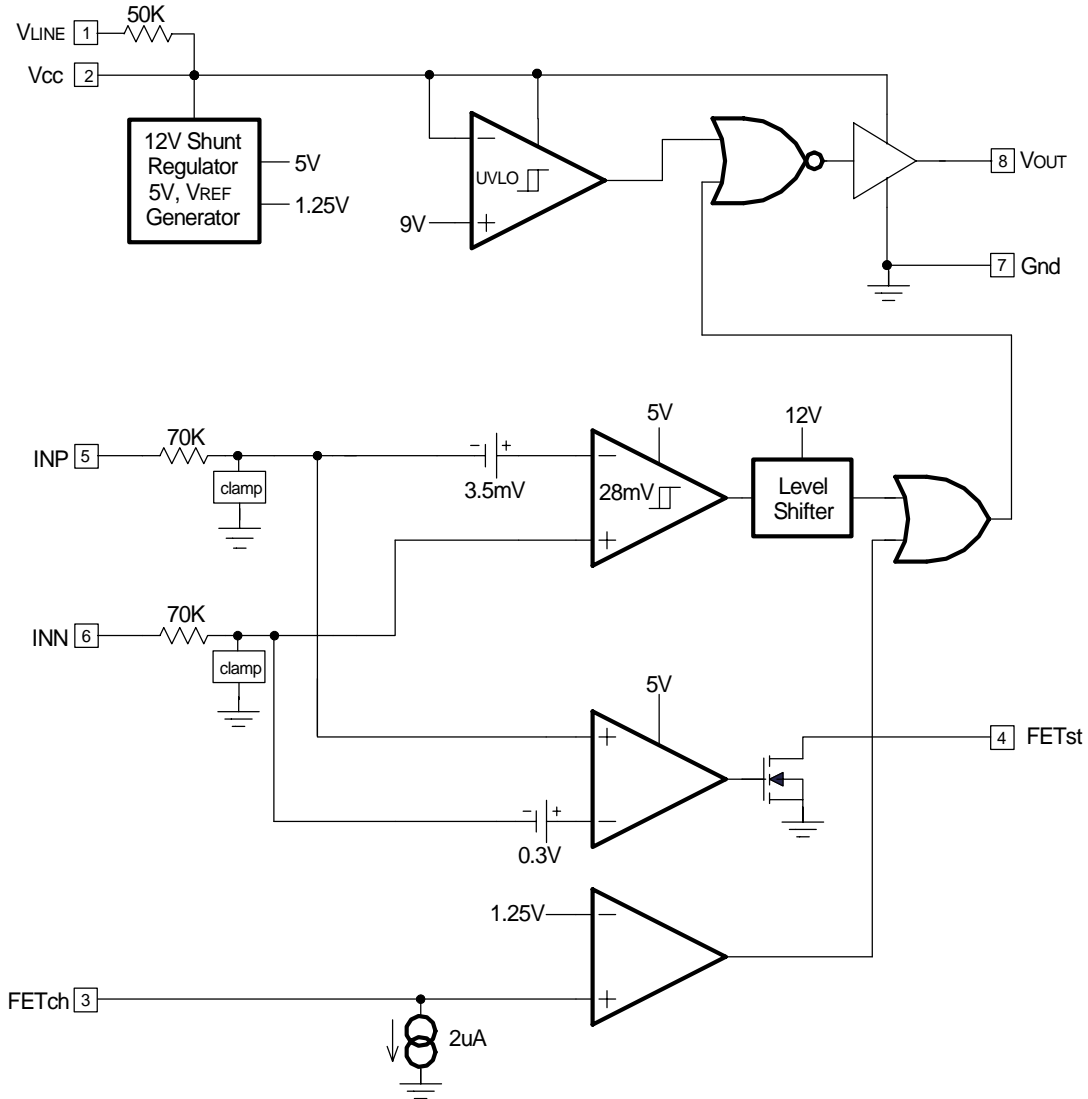 50K
VLINE 1
Vcc 2
12V Shunt
Regulator
5V, VREF
Generator
5V
1.25V
UVLO
−
+
9V
8 VOUT
7 Gnd
INP 5
70K
clamp
− +
3.5mV
5V
−
28mV
+
12V
Level
Shifter
INN 6
70K
clamp
5V
+
−
− +
0.3V
4 FETst
1.25V
−
+
FETch 3
2uA